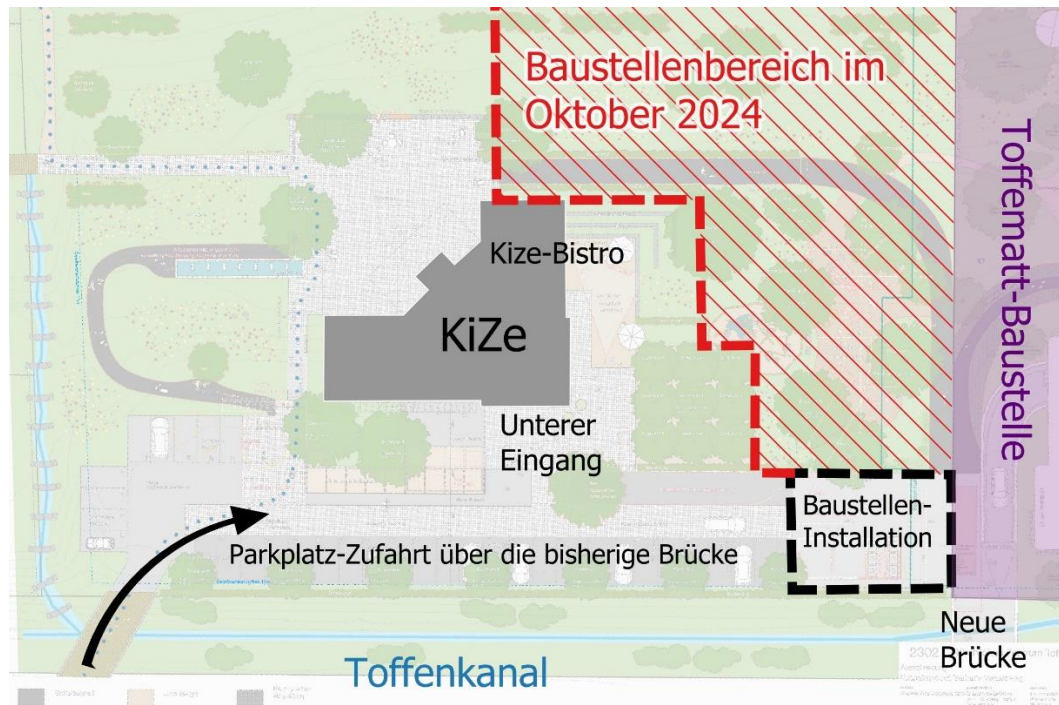 Baustellenbereich im
Oktober 2024
Toffematt-Baustelle
Kize-Bistro
KiZe
Unterer
Eingang
Baustellen-
Installation
Parkplatz-Zufahrt über die bisherige Brücke
Neue
Brücke
Toffenkanal